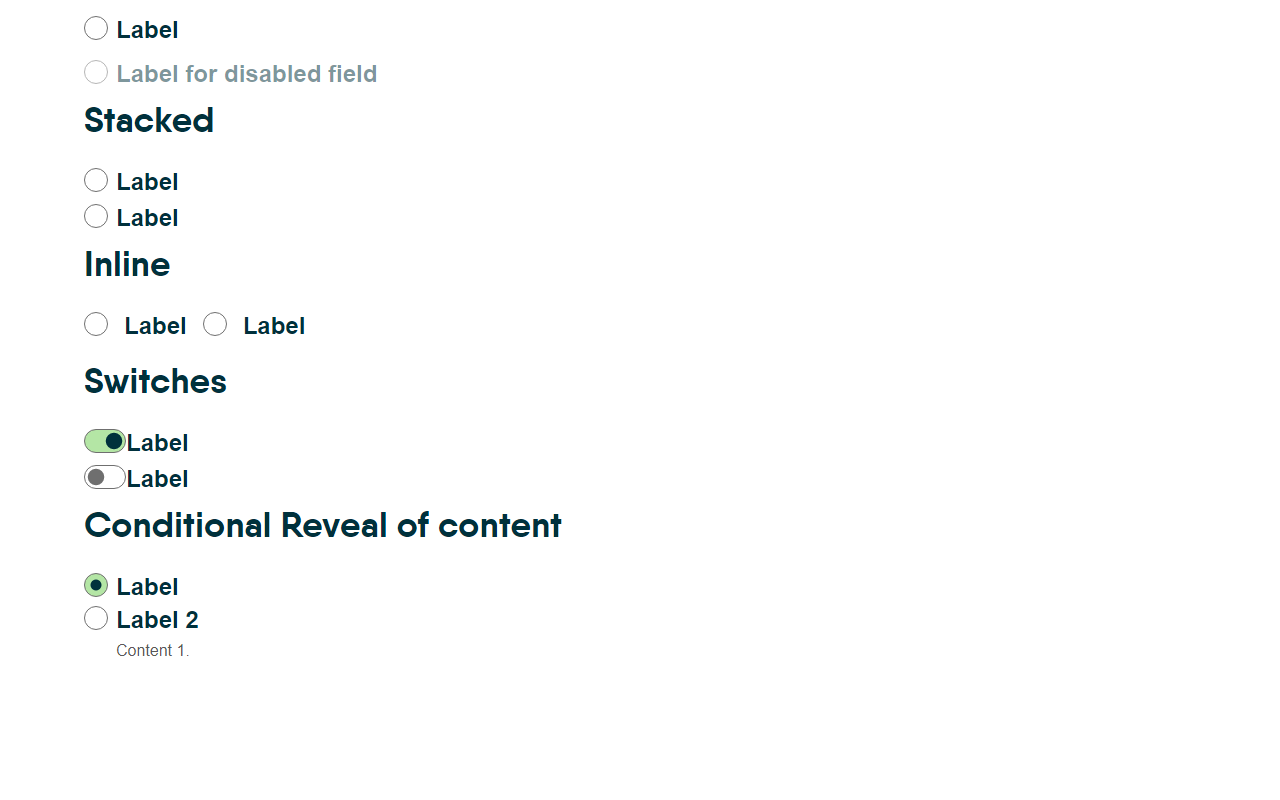 Label
Label for disabled field
Stacked
Label
Label
Inline
Label Label
Switches
Label
Label
Conditional Reveal of content
Label
Label 2
Content 1.